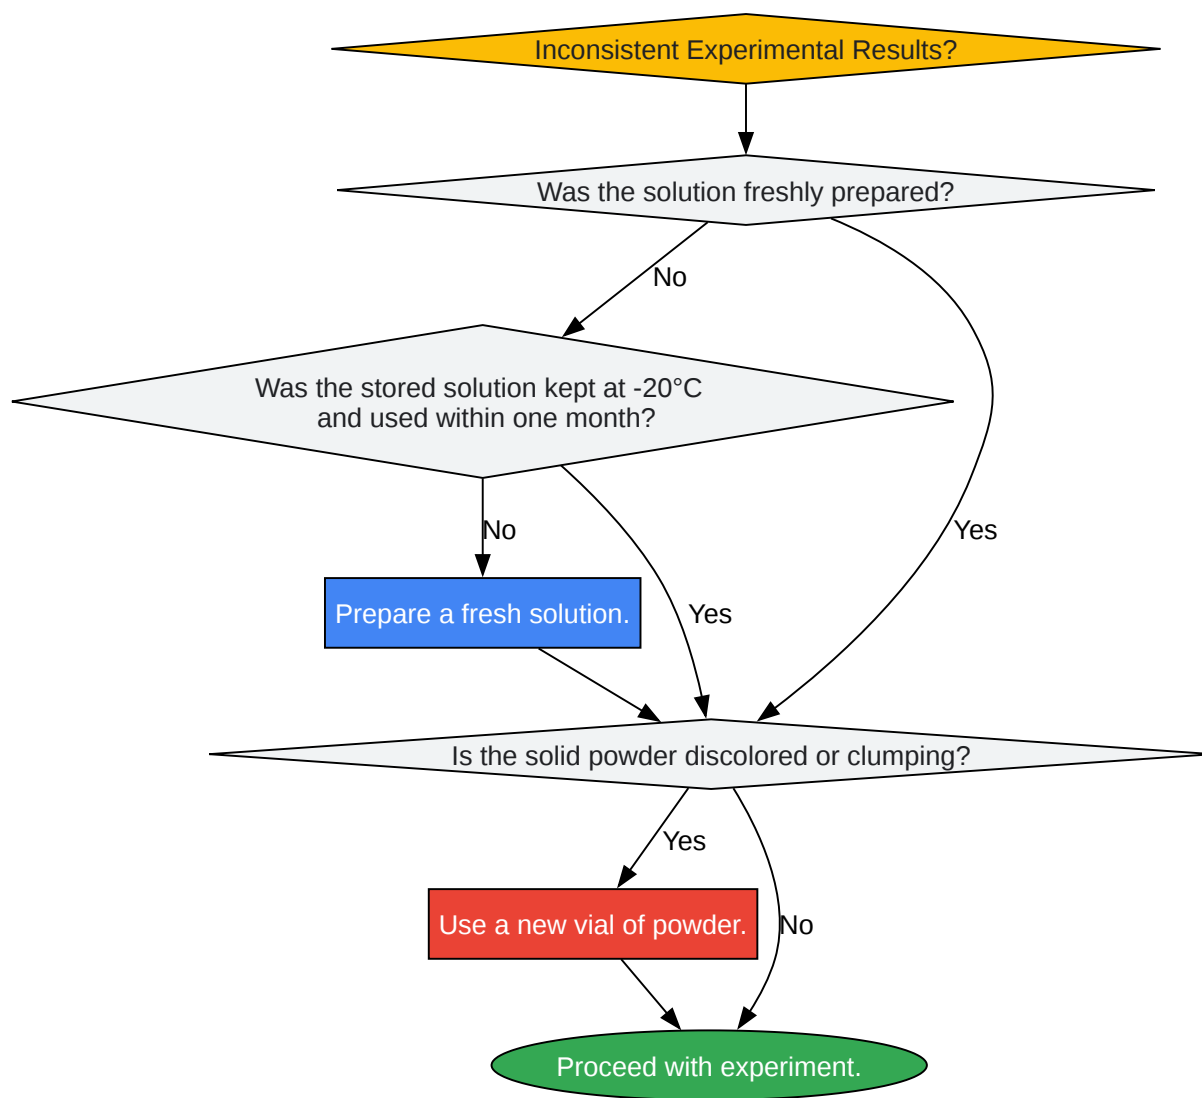 Inconsistent Experimental Results?
Was the solution freshly prepared?
No
Was the stored solution kept at -20°C
and used within one month?
No
Yes
Prepare a fresh solution.
Yes
Is the solid powder discolored or clumping?
Yes
Use a new vial of powder.
No
Proceed with experiment.